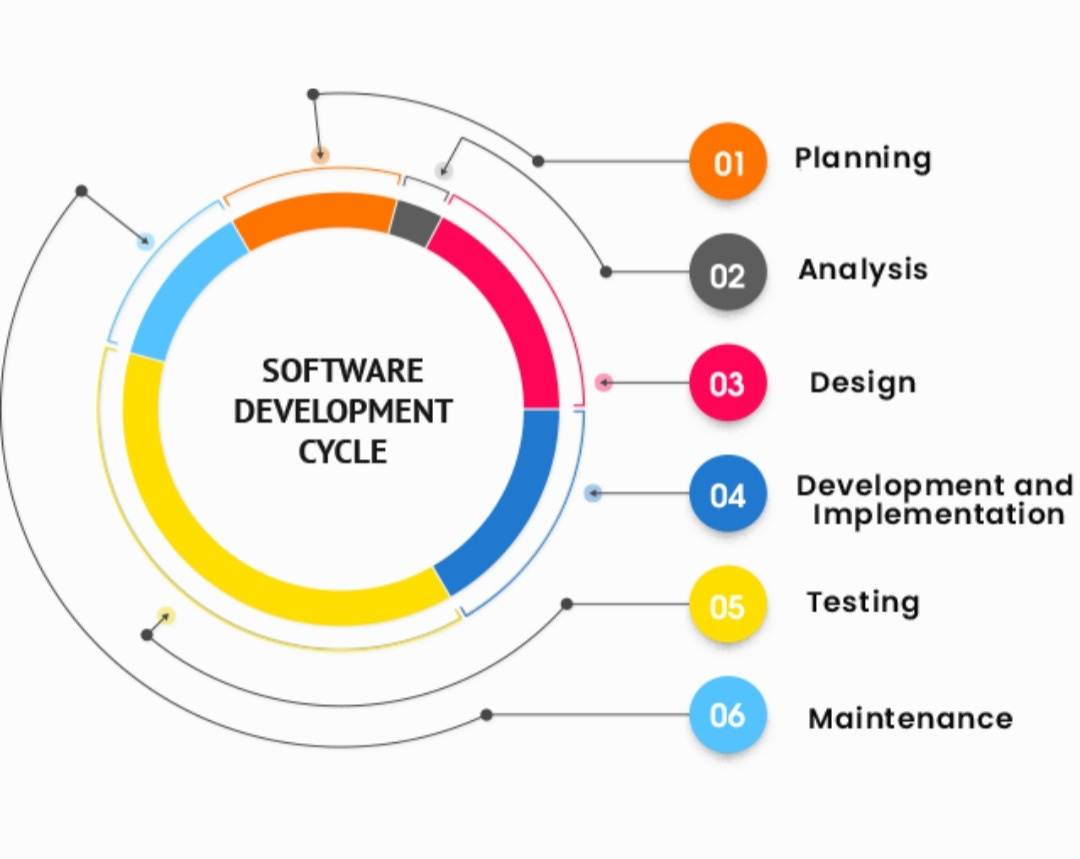 SOFTWARE
DEVELOPMENT
CYCLE
01 Planning
02 Analysis
03 Design
04 Development and
Implementation
05 Testing
06 Maintenance